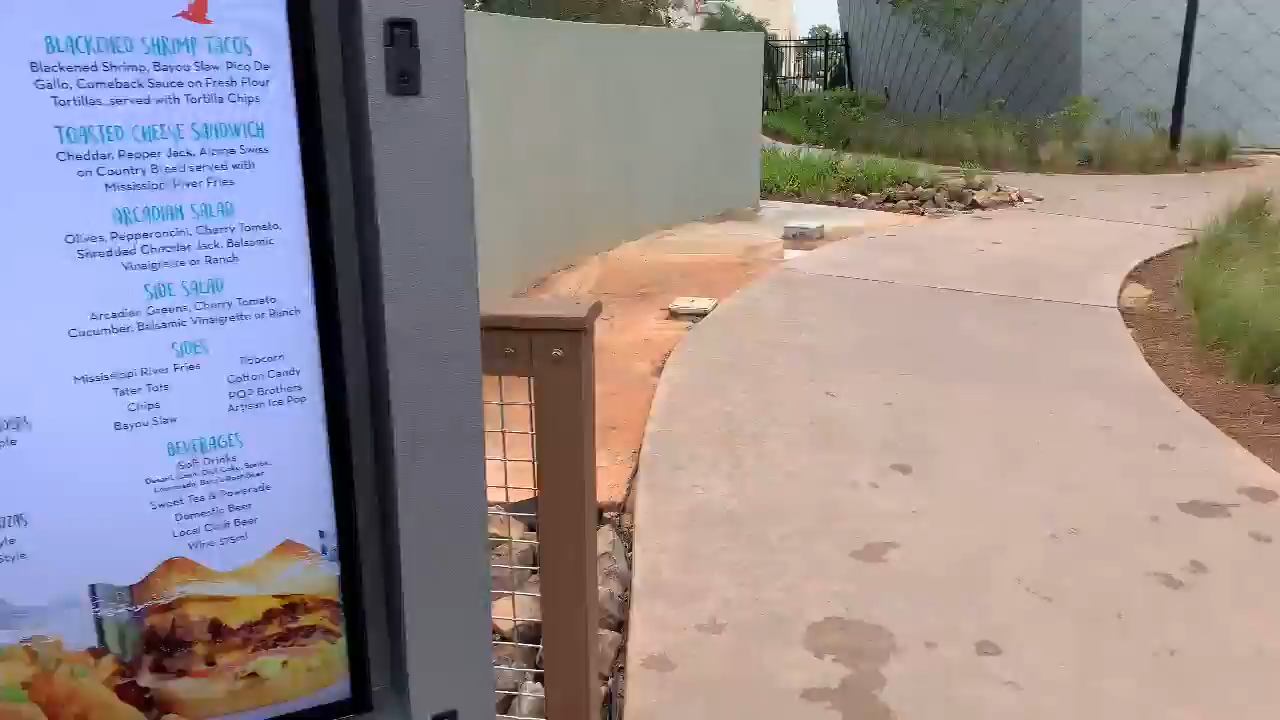 BLACKENED SHRIMP TACOS
Blackened Shrimp, Bayou Slaw, Pico De
Gallo, Comeback Sauce on Fresh Flour
Tortillas...served with Tortilla Chips
TOASTED CHEESE SANDWICH
Cheddar, Pepper Jack, Alpine Swiss
on Country Bread served with
Mississippi River Fries
ARCADIAN SALAD
Olives, Pepperoncini, Cherry Tomato,
Shredded Cheddar Jack, Balsamic
Vinaigrette or Ranch
SIDE SALAD
Arcadian Greens, Cherry Tomato,
Cucumber, Balsamic Vinaigrette or Ranch
SIDES
Mississippi River Fries
Tater Tots
Chips
Bayou Slaw
Popcorn
Cotton Candy
POP Brothers
Artisan Ice Pop
BEVERAGES
Soft Drinks
Sweet Tea & Powerade
Domestic Beer
Local Craft Beer
Wine